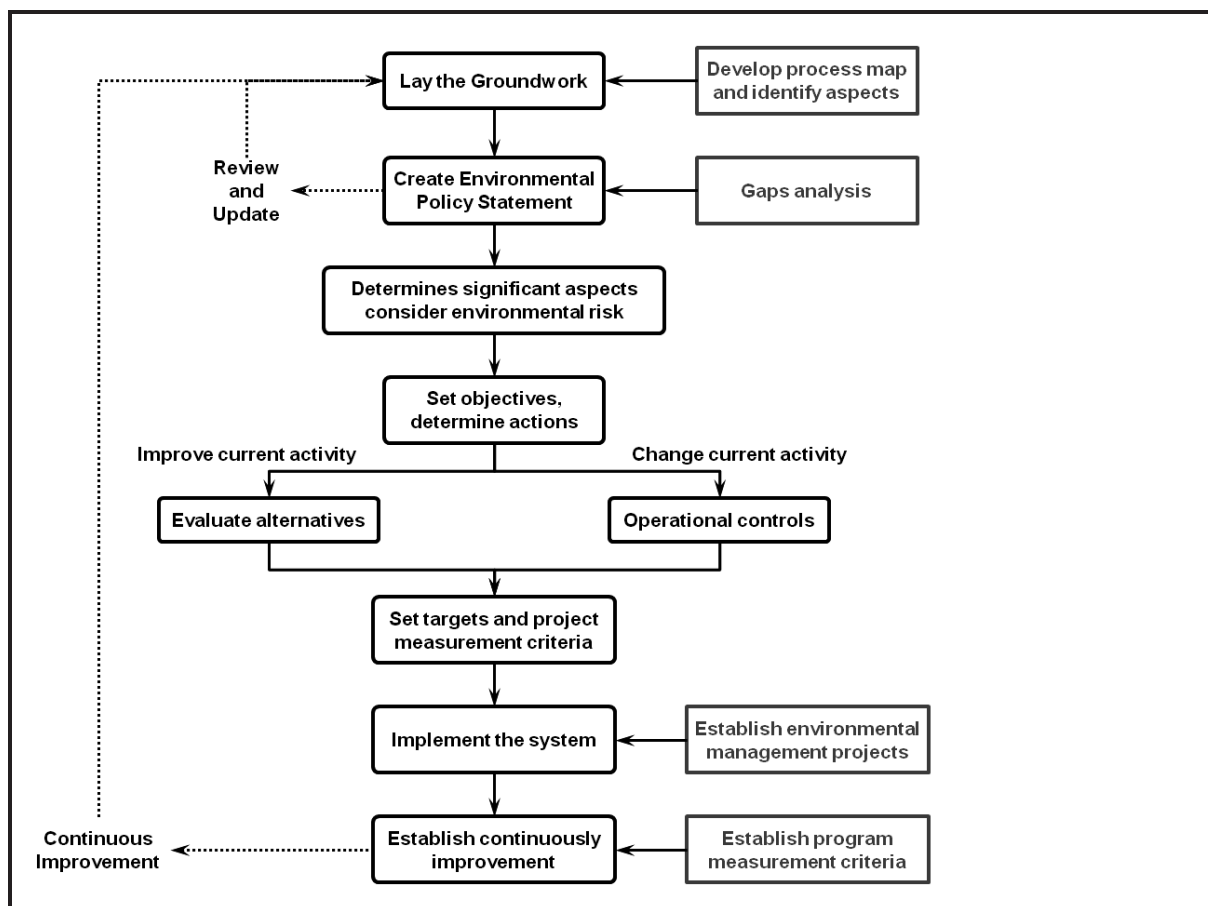 Lay the Groundwork
Develop process map
and identify aspects
Review
and
Update
Create Environmental
Policy Statement
Gaps analysis
Determines significant aspects
consider environmental risk
Set objectives,
determine actions
Improve current activity
Change current activity
Evaluate alternatives
Operational controls
Set targets and project
measurement criteria
Implement the system
Establish environmental
management projects
Continuous
Improvement
Establish continuously
improvement
Establish program
measurement criteria